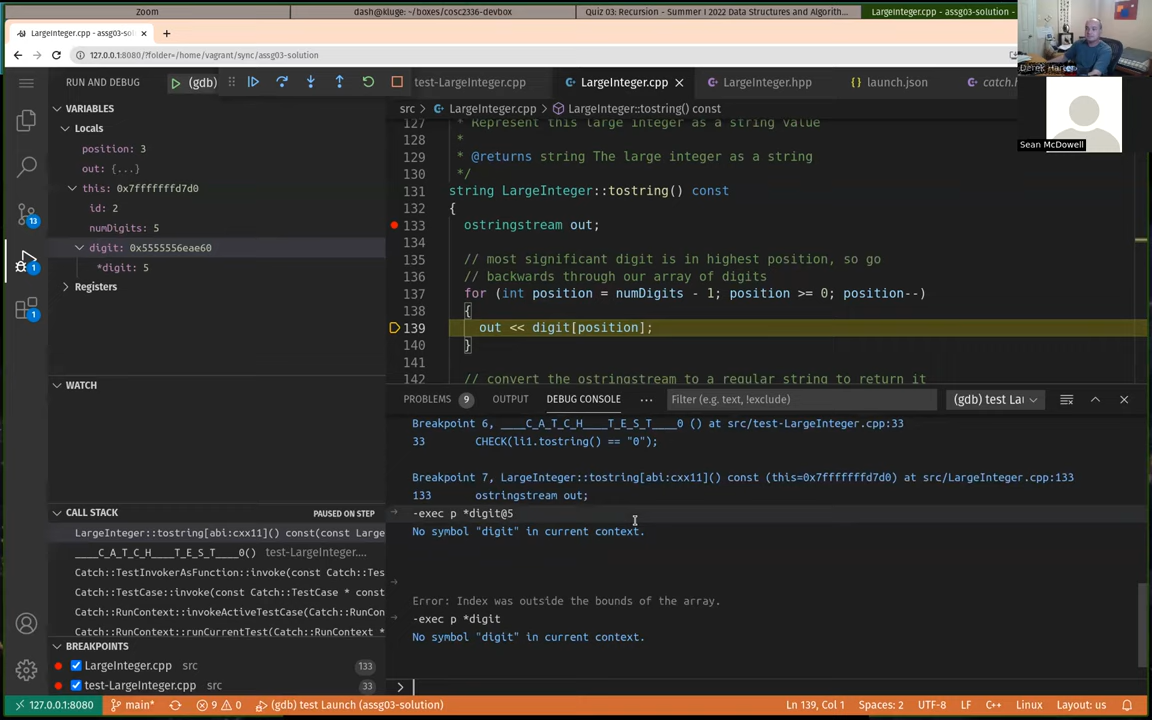 Zoom
dash@kluge: ~/boxes/cosc2336-devbox
Quiz 03: Recursion - Summer I 2022 Data Structures and Algorith...
LargeInteger.cpp - assg03-solution -
LargeInteger.cpp - assg03-so
127.0.0.1:8080/?folder=/home/vagrant/sync/assg03-solution
RUN AND DEBUG
(gdb)
test-LargeInteger.cpp
LargeInteger.cpp
LargeInteger.hpp
launch.json
catch.h
Derek Harter
Sean McDowell
src > LargeInteger.cpp > LargeInteger::tostring() const
VARIABLES
Locals
position: 3
out: {...}
this: 0x7fffffffd7d0
id: 2
numDigits: 5
digit: 0x5555556eae60
*digit: 5
Registers
WATCH
CALL STACK
PAUSED ON STEP
LargeInteger::tostring[abi:cxx11]() const(const Large
____C_A_T_C_H____T_E_S_T____0()
test-LargeInteger....
Catch::TestInvokerAsFunction::invoke(const Catch::Tes
Catch::TestCase::invoke(const Catch::TestCase * const
Catch::RunContext::invokeActiveTestCase(Catch::RunCon
Catch::RunContext::runCurrentTest(Catch::RunContext *
BREAKPOINTS
LargeInteger.cpp src 133
test-LargeInteger.cpp src 33
127 * Represent this large integer as a string value
128 *
129 * @returns string The large integer as a string
130 */
131 string LargeInteger::tostring() const
132 {
133 ostringstream out;
134
135 // most significant digit is in highest position, so go
136 // backwards through our array of digits
137 for (int position = numDigits - 1; position >= 0; position--)
138 {
139 out << digit[position];
140 }
141
142 // convert the ostringstream to a regular string to return it
PROBLEMS 9
OUTPUT
DEBUG CONSOLE
...
Filter (e.g. text, !exclude)
(gdb) test Lau
Breakpoint 6, ____C_A_T_C_H____T_E_S_T____0 () at src/test-LargeInteger.cpp:33
33 CHECK(li1.tostring() == "0");
Breakpoint 7, LargeInteger::tostring[abi:cxx11]() const (this=0x7fffffffd7d0) at src/LargeInteger.cpp:133
133 ostringstream out;
-exec p *digit@5
No symbol "digit" in current context.
Error: Index was outside the bounds of the array.
-exec p *digit
No symbol "digit" in current context.
13
1
1
127.0.0.1:8080
main*
9
0
(gdb) test Launch (assg03-solution)
Ln 139, Col 1
Spaces: 2
UTF-8
LF
C++
Linux
Layout: us